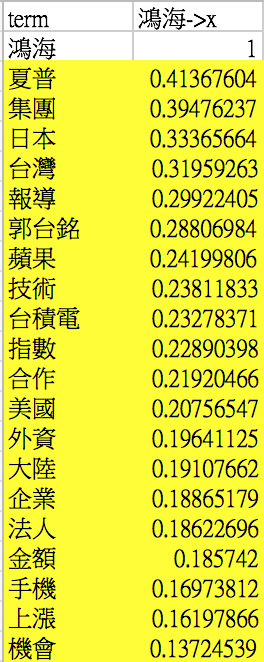 term 鴻海->x
鴻海 1
夏普 0.41367604
集團 0.39476237
日本 0.33365664
台灣 0.31959263
報導 0.29922405
郭台銘 0.28806984
蘋果 0.24199806
技術 0.23811833
台積電 0.23278371
指數 0.22890398
合作 0.21920466
美國 0.20756547
外資 0.19641125
大陸 0.19107662
企業 0.18865179
法人 0.18622696
金額 0.185742
手機 0.16973812
上漲 0.16197866
機會 0.13724539